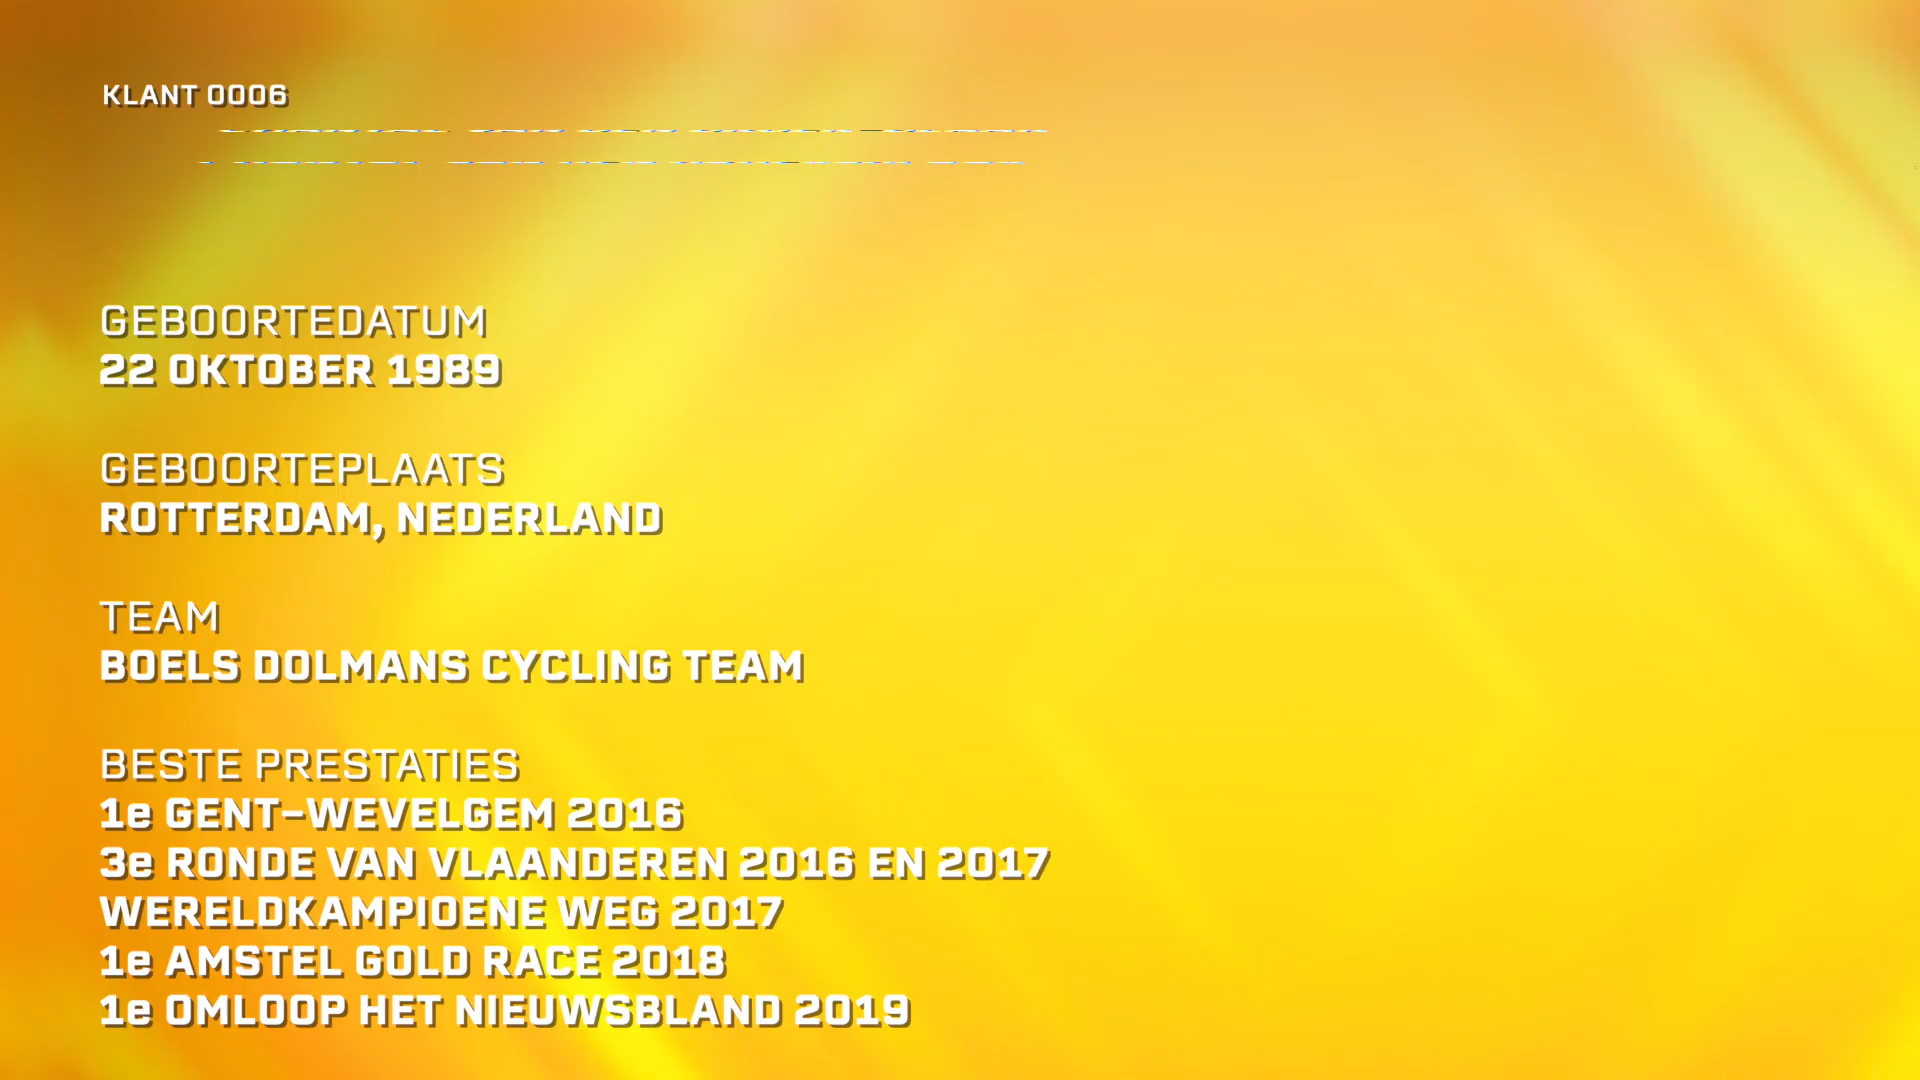 KLANT 0006
GEBOORTEDATUM
22 OKTOBER 1989
GEBOORTEPLAATS
ROTTERDAM, NEDERLAND
TEAM
BOELS DOLMANS CYCLING TEAM
BESTE PRESTATIES
1e GENT-WEVELGEM 2016
3e RONDE VAN VLAANDEREN 2016 EN 2017
WERELDKAMPIOENE WEG 2017
1e AMSTEL GOLD RACE 2018
1e OMLOOP HET NIEUWSBLAND 2019